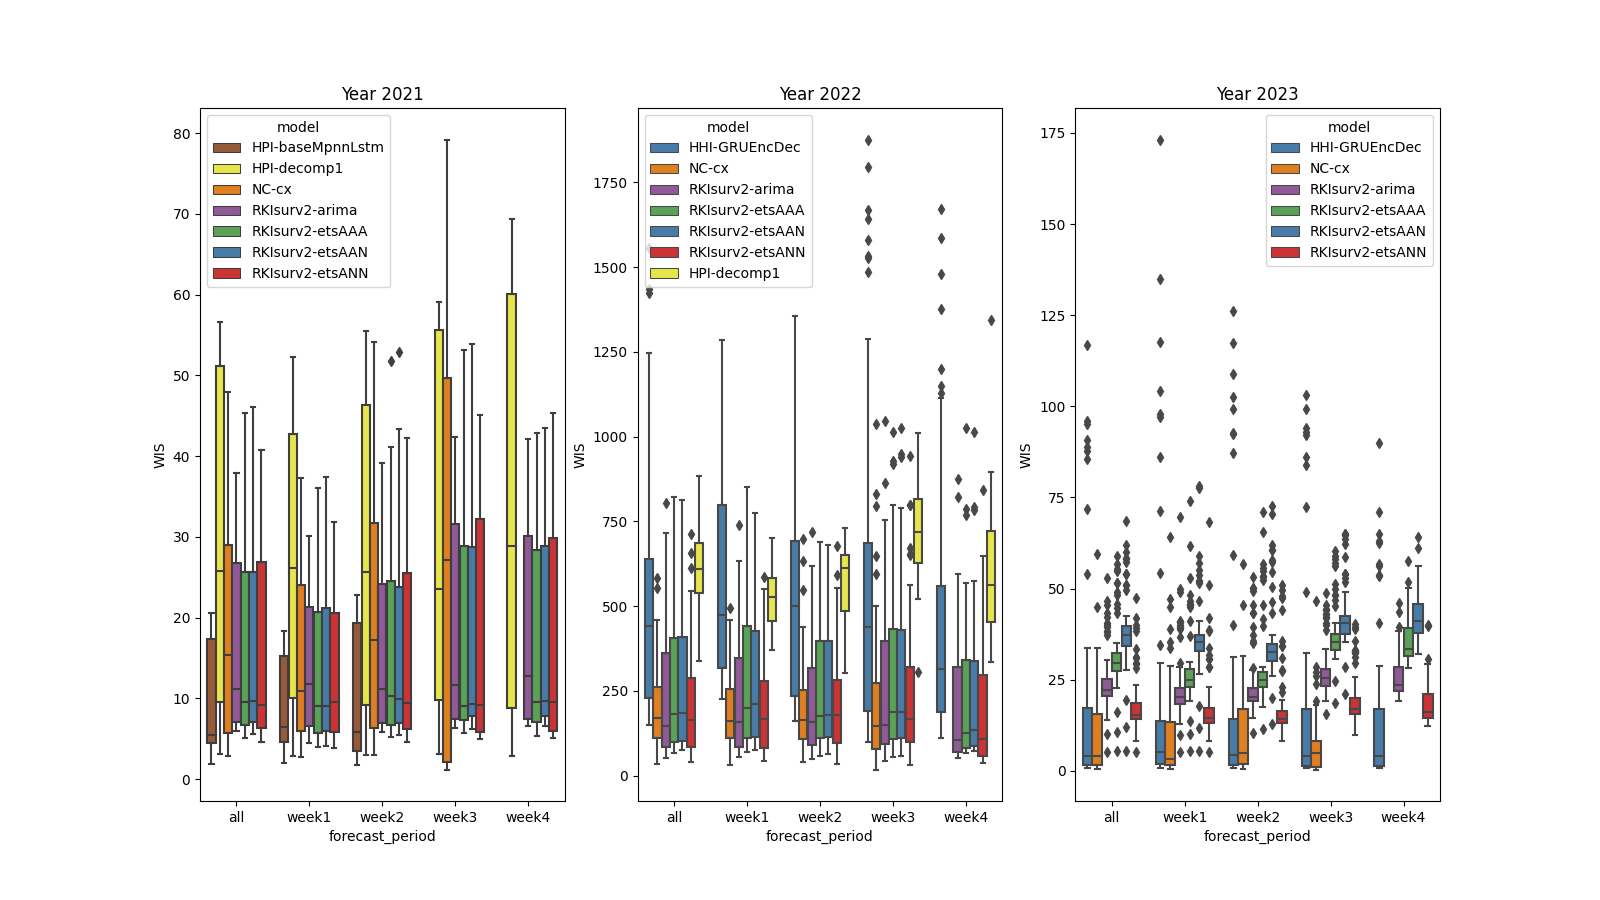 Year 2021
Year 2022
Year 2023
model
HPI-baseMpnnLstm
HPI-decomp1
NC-cx
RKIsurv2-arima
RKIsurv2-etsAAA
RKIsurv2-etsAAN
RKIsurv2-etsANN
80
70
60
50
40
30
20
10
0
WIS
all week1 week2 week3 week4
forecast_period
model
HHI-GRUEncDec
NC-cx
RKIsurv2-arima
RKIsurv2-etsAAA
RKIsurv2-etsAAN
RKIsurv2-etsANN
HPI-decomp1
1750
1500
1250
1000
750
500
250
0
WIS
all week1 week2 week3 week4
forecast_period
model
HHI-GRUEncDec
NC-cx
RKIsurv2-arima
RKIsurv2-etsAAA
RKIsurv2-etsAAN
RKIsurv2-etsANN
175
150
125
100
75
50
25
0
WIS
all week1 week2 week3 week4
forecast_period